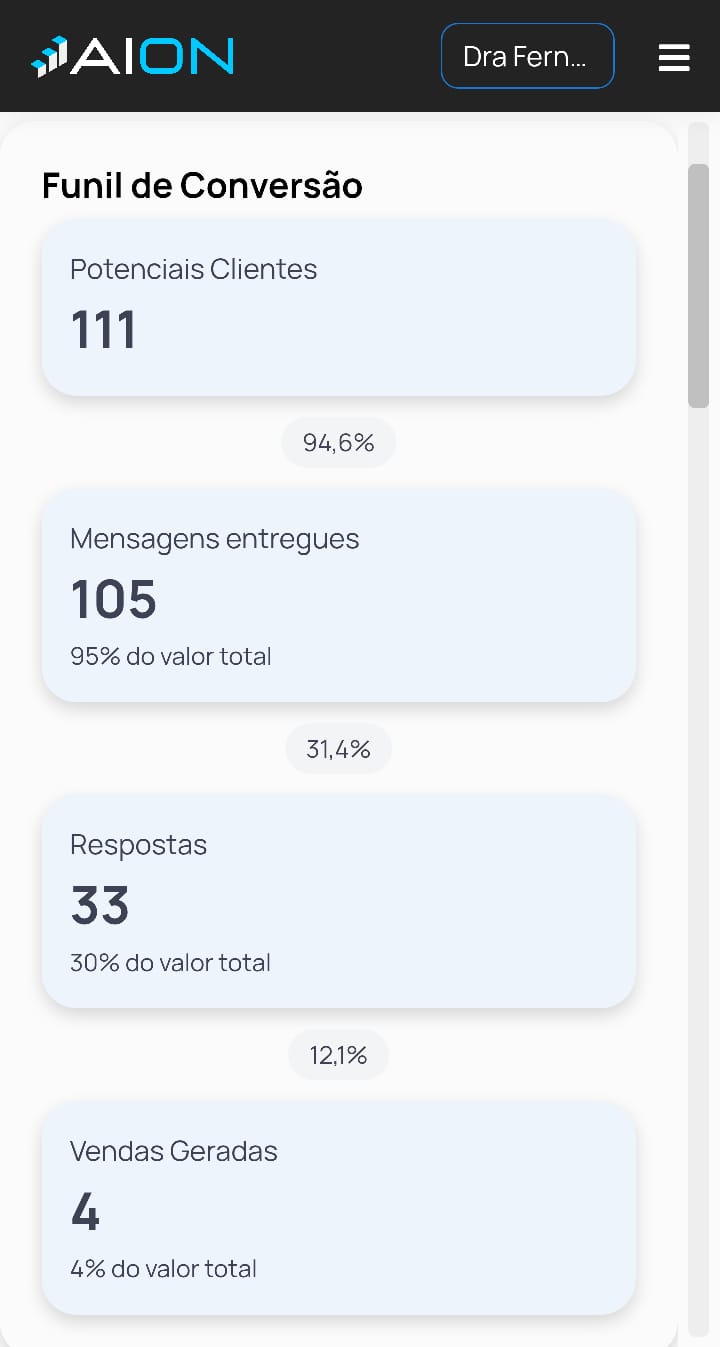 AION
Dra Fern...
Funil de Conversão
Potenciais Clientes
111
94,6%
Mensagens entregues
105
95% do valor total
31,4%
Respostas
33
30% do valor total
12,1%
Vendas Geradas
4
4% do valor total